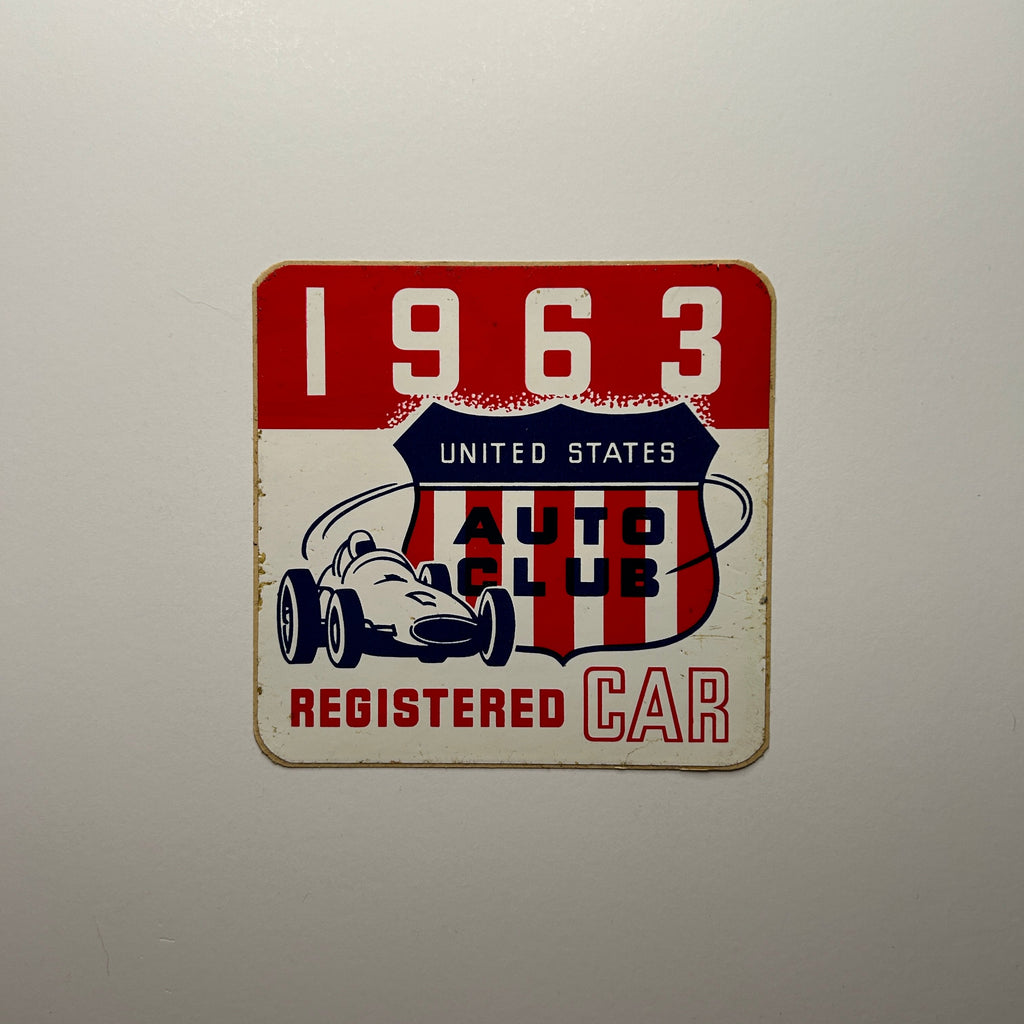 1963
UNITED STATES
AUTO
CLUB
REGISTERED CAR